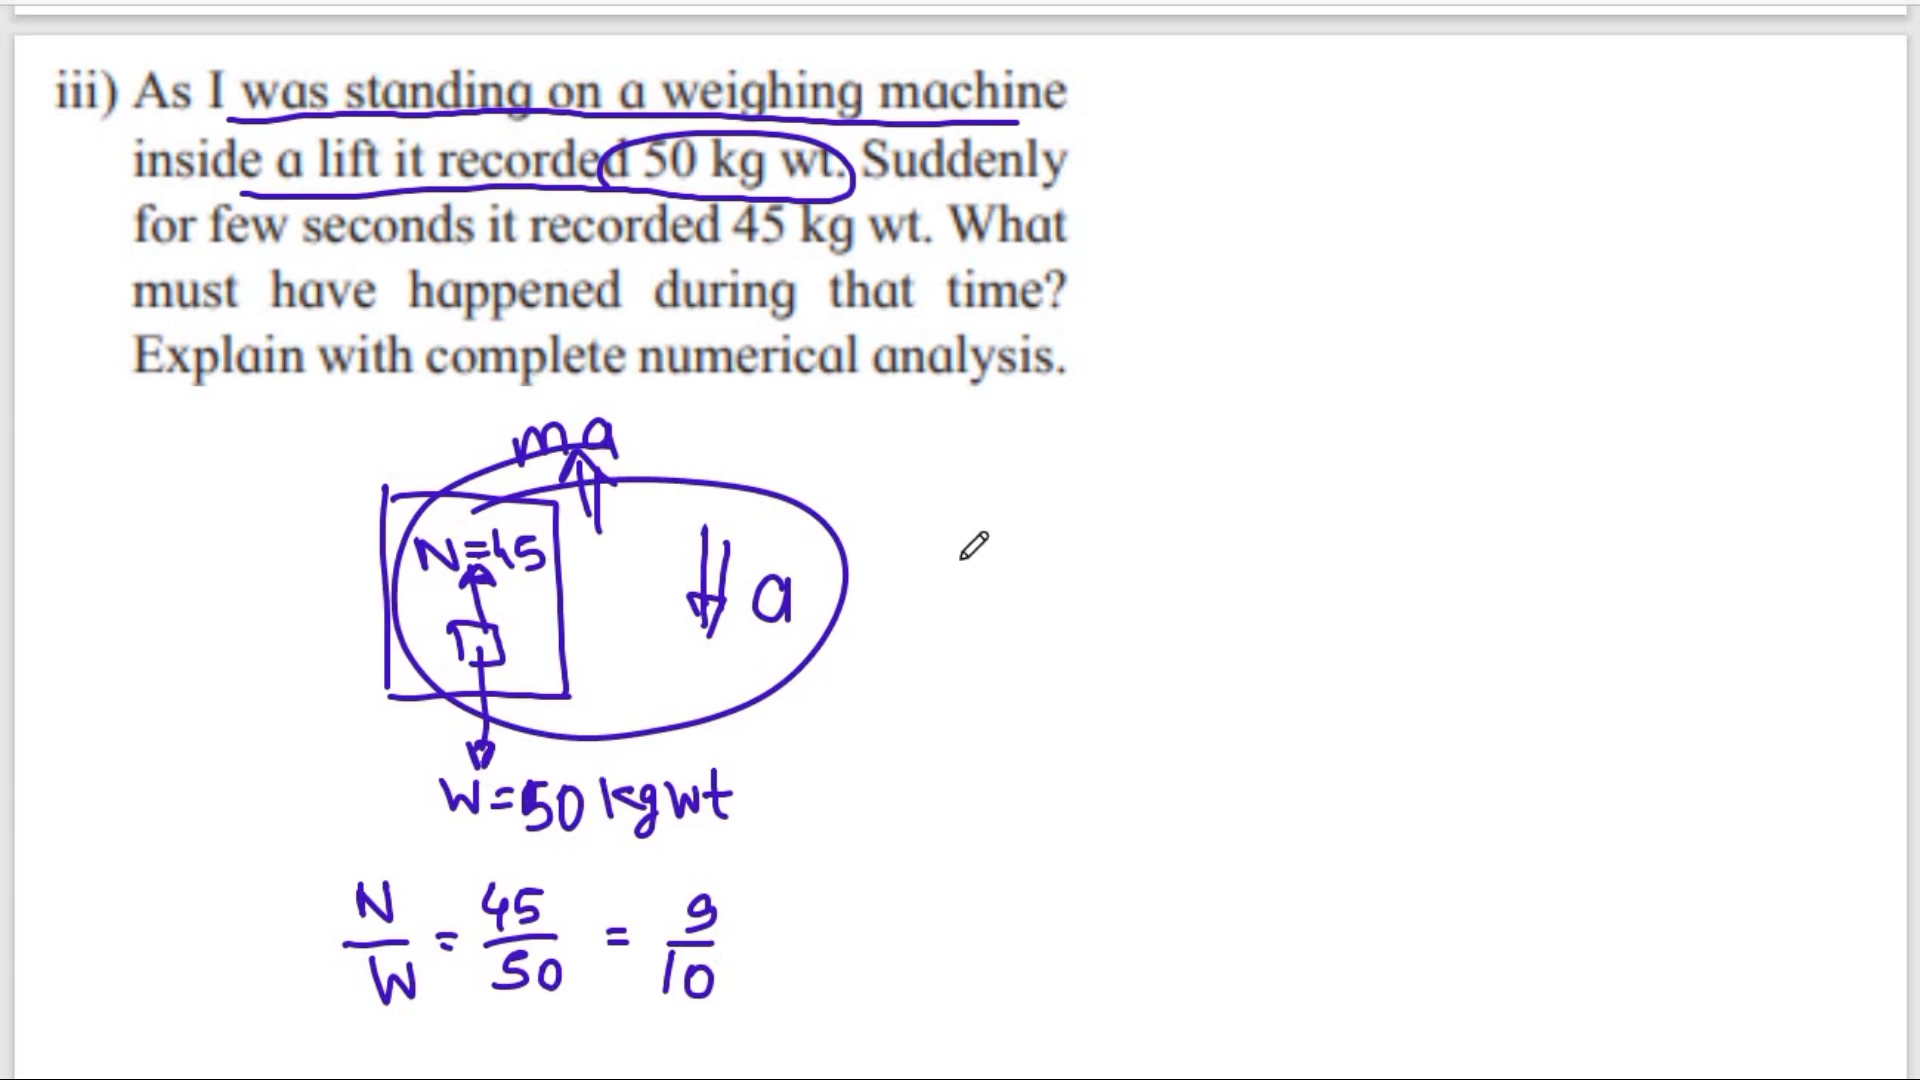 iii) As I was standing on a weighing machine
inside a lift it recorded 50 kg wt. Suddenly
for few seconds it recorded 45 kg wt. What
must have happened during that time?
Explain with complete numerical analysis.
ma
N=45
a
W=50 kgwt
N/W = 45/50 = 9/10